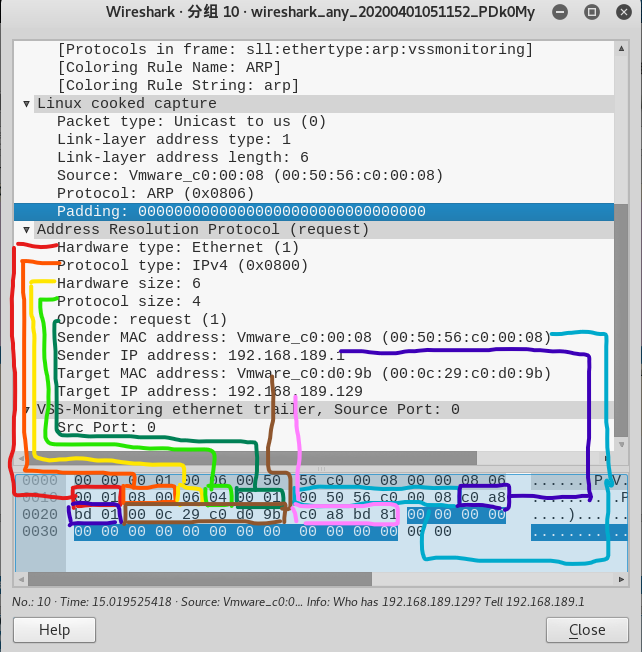 Wireshark · 分组 10 · wireshark_any_20200401051152_PDk0My
[Protocols in frame: sll:ethertype:arp:vssmonitoring]
[Coloring Rule Name: ARP]
[Coloring Rule String: arp]
Linux cooked capture
Packet type: Unicast to us (0)
Link-layer address type: 1
Link-layer address length: 6
Source: Vmware_c0:00:08 (00:50:56:c0:00:08)
Protocol: ARP (0x0806)
Padding: 000000000000000000000000000000000000
Address Resolution Protocol (request)
Hardware type: Ethernet (1)
Protocol type: IPv4 (0x0800)
Hardware size: 6
Protocol size: 4
Opcode: request (1)
Sender MAC address: Vmware_c0:00:08 (00:50:56:c0:00:08)
Sender IP address: 192.168.189.1
Target MAC address: Vmware_c0:d0:9b (00:0c:29:c0:d0:9b)
Target IP address: 192.168.189.129
VSS-Monitoring ethernet trailer, Source Port: 0
Src Port: 0
0000 00 00 00 01 00 06 00 50 56 c0 00 08 00 00 08 06 .......P V.
0010 00 01 08 00 06 04 00 01 00 50 56 c0 00 08 c0 a8 ........ .P
0020 bd 01 00 0c 29 c0 d0 9b c0 a8 bd 81 00 00 00 00 ....)... ...
0030 00 00 00 00 00 00 00 00 00 00 00 00 00 00 ........ ...
No.: 10 · Time: 15.019525418 · Source: Vmware_c0:0... Info: Who has 192.168.189.129? Tell 192.168.189.1
Help Close